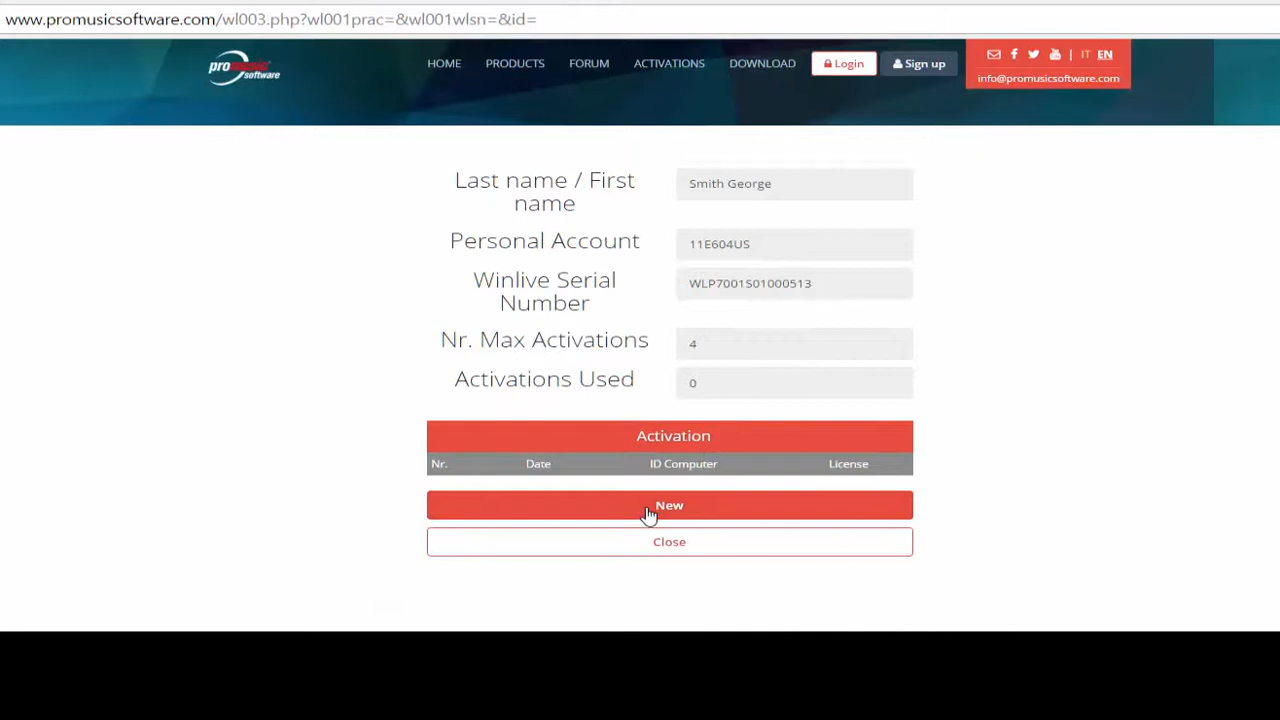 www.promusicsoftware.com/wl003.php?wl001prac=&wl001wlsn=&id=
promusic software
HOME PRODUCTS FORUM ACTIVATIONS DOWNLOAD Login Sign up | IT EN
info@promusicsoftware.com
Last name / First
name
Smith George
Personal Account 11E604US
Winlive Serial
Number
WLP7001S01000513
Nr. Max Activations 4
Activations Used 0
Activation
Nr. Date ID Computer License
New
Close